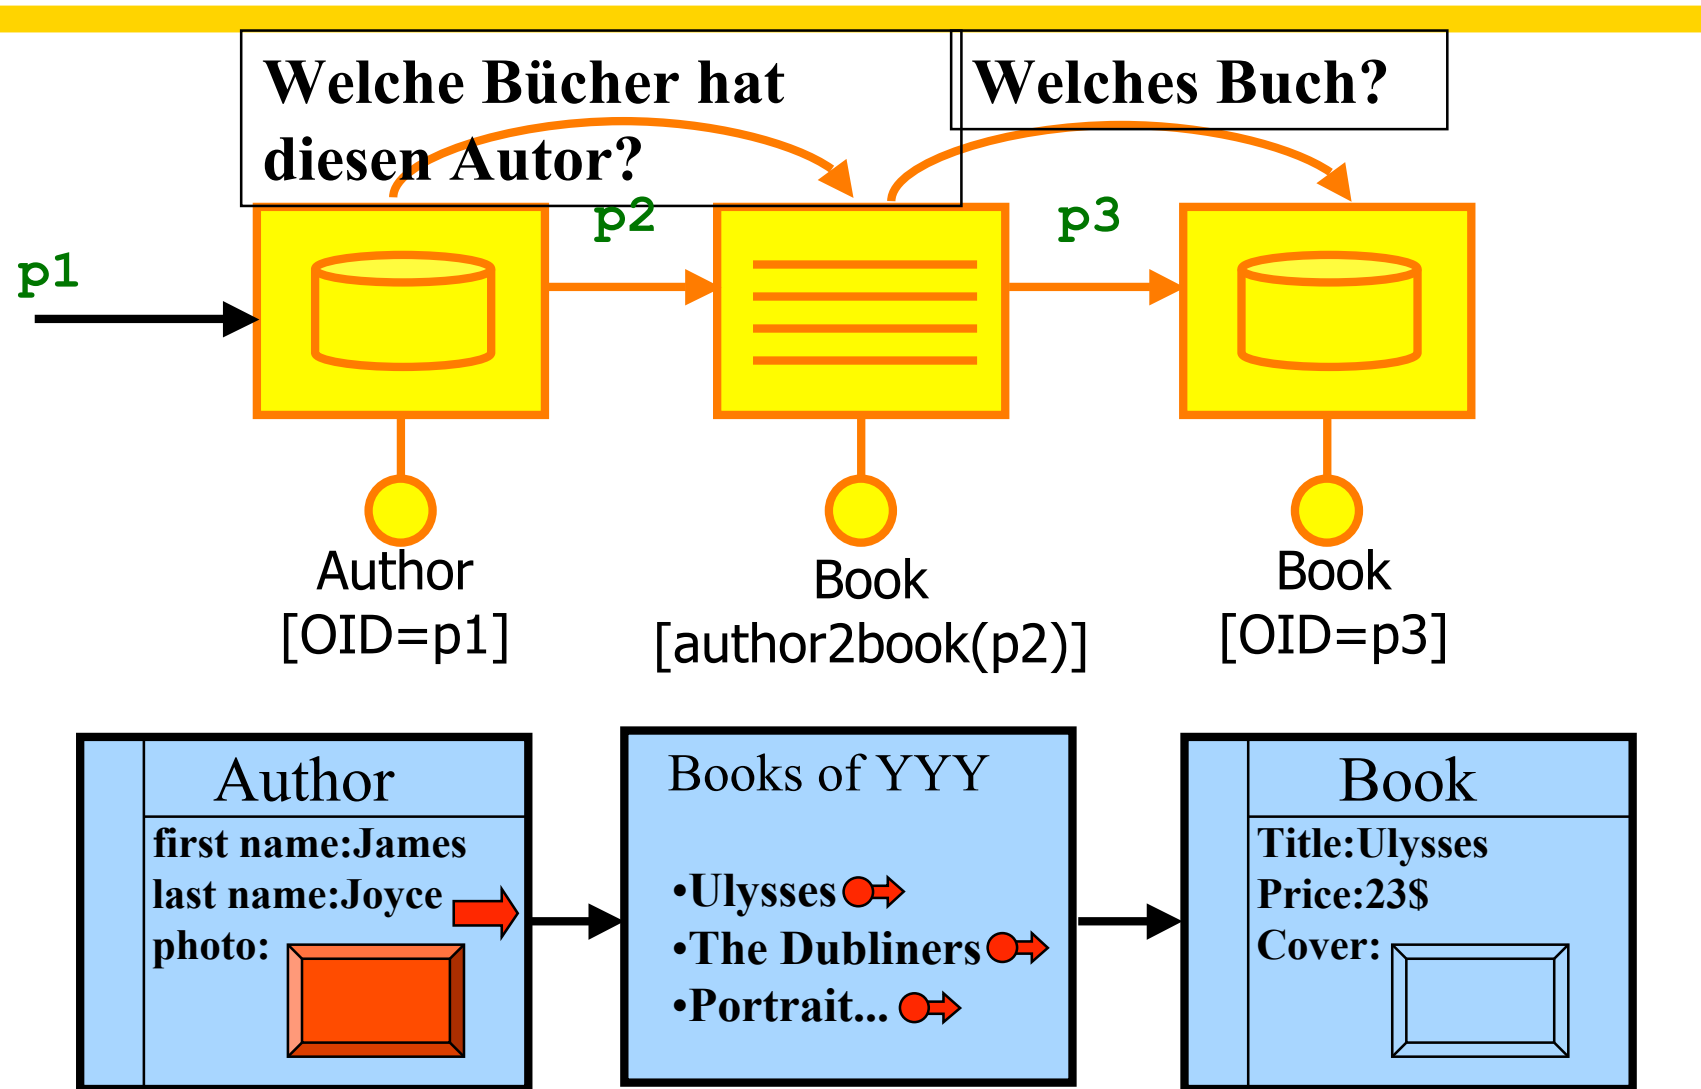 Welche Bücher hat
diesen Autor?
Welches Buch?
p1
p2
p3
Author
[OID=p1]
Book
[author2book(p2)]
Book
[OID=p3]
Author
first name:James
last name:Joyce
photo:
Books of YYY
•Ulysses
•The Dubliners
•Portrait...
Book
Title:Ulysses
Price:23$
Cover: